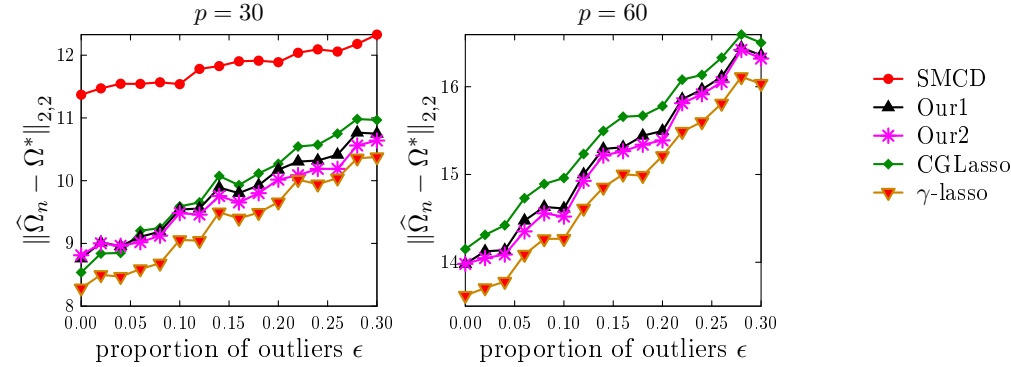 p = 30
‖Ω̂ₙ − Ω*‖₂,₂
12
11
10
9
8
0.00 0.05 0.10 0.15 0.20 0.25 0.30
proportion of outliers ϵ
p = 60
‖Ω̂ₙ − Ω*‖₂,₂
16
15
14
0.00 0.05 0.10 0.15 0.20 0.25 0.30
proportion of outliers ϵ
SMCD
Our1
Our2
CGLasso
γ-lasso